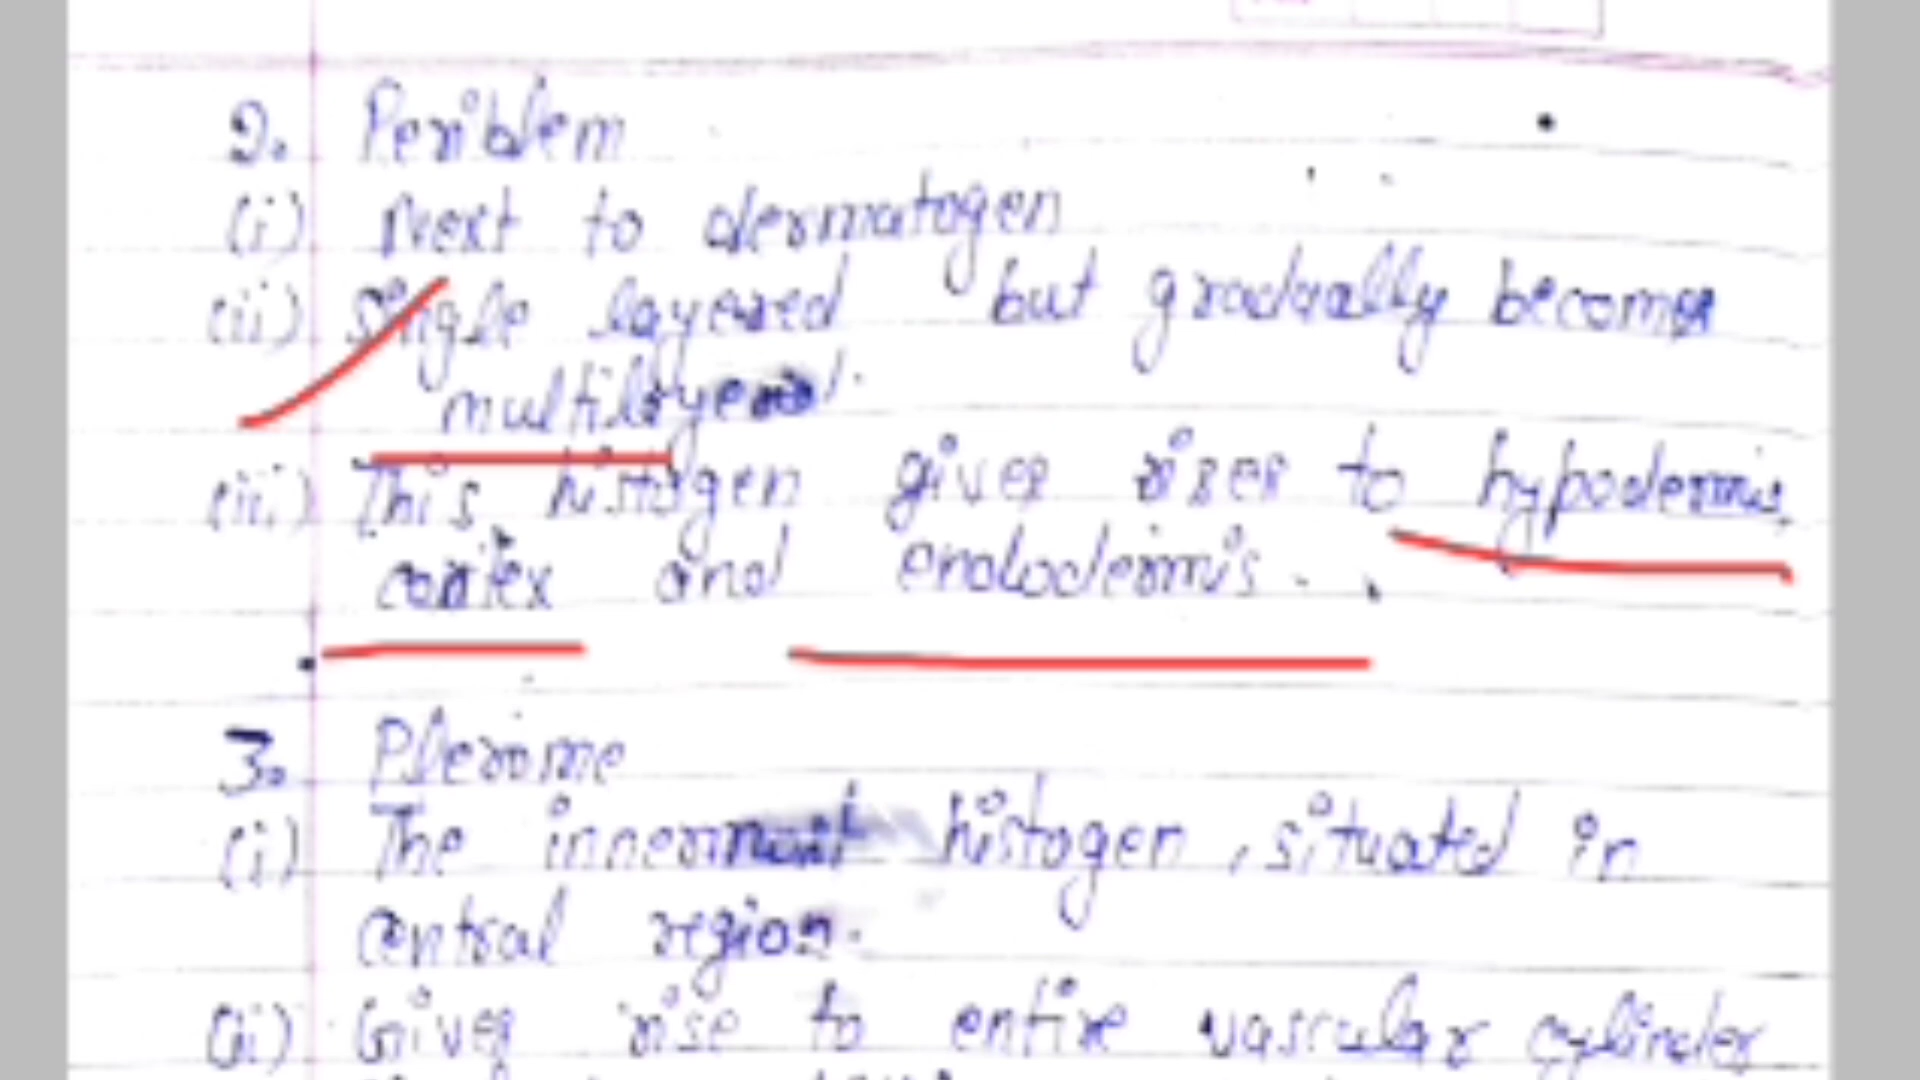 2. Periblem
(i) Next to dermatogen
(ii) Single layered but gradually becomes
multilayered.
(iii) This histogen gives rises to hypodermis,
cortex and endodermis.
3. Plerome
(i) The innermost histogen, situated in
central region.
(ii) Gives rise to entire vascular cylinder